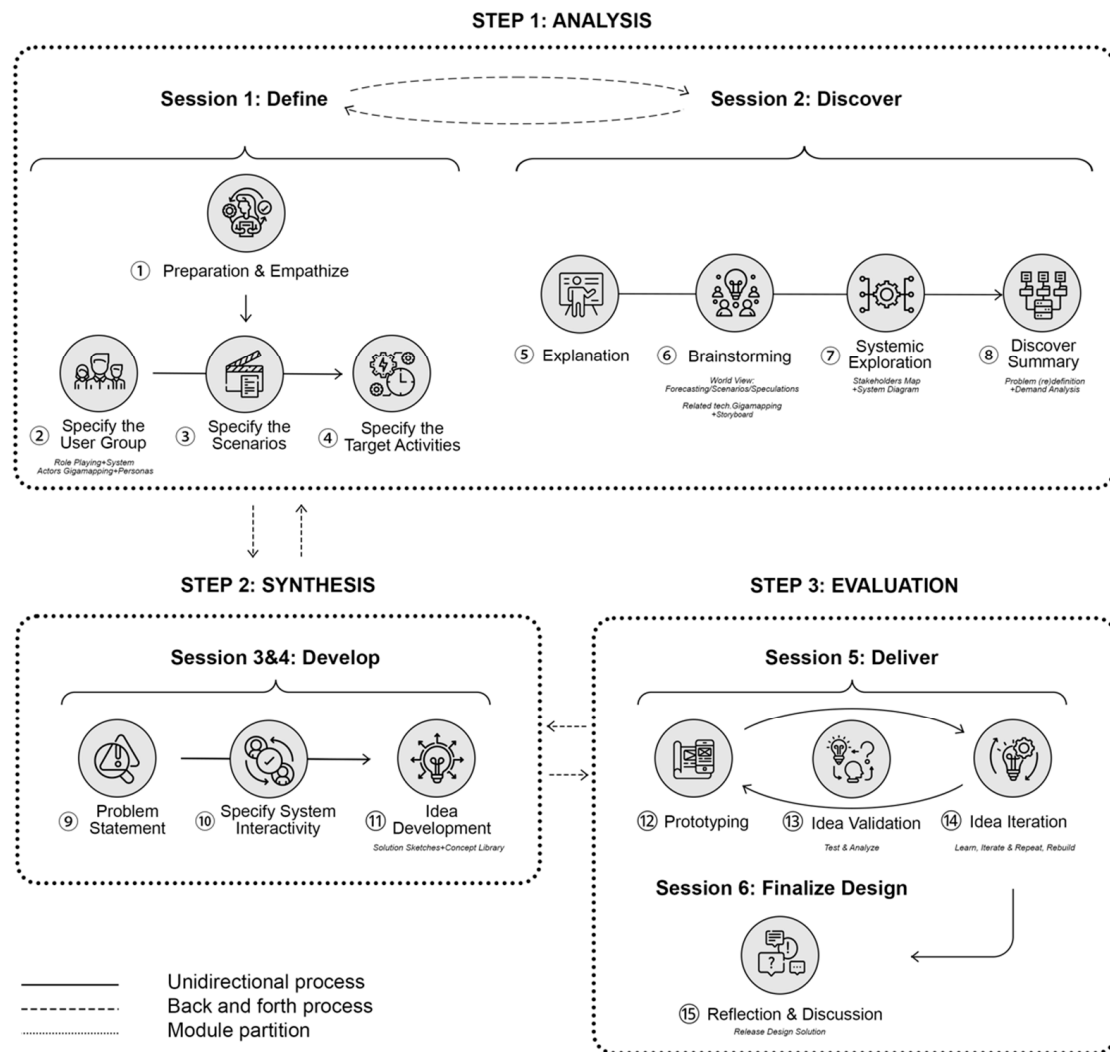 STEP 1: ANALYSIS
Session 1: Define
Session 2: Discover
① Preparation & Empathize
② Specify the
User Group
Role Playing+System
Actors Gigamapping+Personas
③ Specify the
Scenarios
④ Specify the
Target Activities
⑤ Explanation
⑥ Brainstorming
World View:
Forecasting/Scenarios/Speculations
Related tech.Gigamapping
+Storyboard
⑦ Systemic
Exploration
Stakeholders Map
+System Diagram
⑧ Discover
Summary
Problem (re)definition
+Demand Analysis
STEP 2: SYNTHESIS
Session 3&4: Develop
⑨ Problem
Statement
⑩ Specify System
Interactivity
⑪ Idea
Development
Solution Sketches+Concept Library
STEP 3: EVALUATION
Session 5: Deliver
⑫ Prototyping
⑬ Idea Validation
Test & Analyze
⑭ Idea Iteration
Learn, Iterate & Repeat, Rebuild
Session 6: Finalize Design
⑮ Reflection & Discussion
Release Design Solution
Unidirectional process
Back and forth process
Module partition